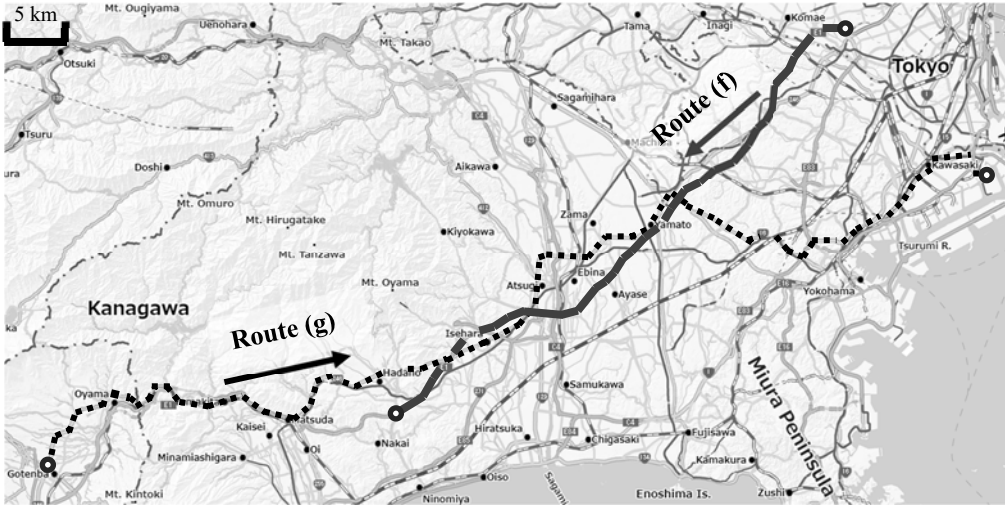 5 km
Mt. Ougiyama
Uenohara
Komae
Tama
Inagi
E1
Otsuki
Mt. Takao
Tokyo
Route (f)
Sagamihara
E4
Tsuru
Machida
Kawasaki
Doshi
Aikawa
Mt. Omuro
Zama
Mt. Hirugatake
Kiyokawa
Yamato
Tsurumi R.
Mt. Tanzawa
Ebina
Mt. Oyama
Atsugi
Ayase
Yokohama
Kanagawa
Isehara
Route (g)
Hadano
Miura Peninsula
Oyama
Samukawa
Kaisei
Oi
Nakai
Hiratsuka
Chigasaki
Fujisawa
Minamiashigara
Kamakura
Gotenba
Oiso
Mt. Kintoki
Ninomiya
Enoshima Is.
Zushi